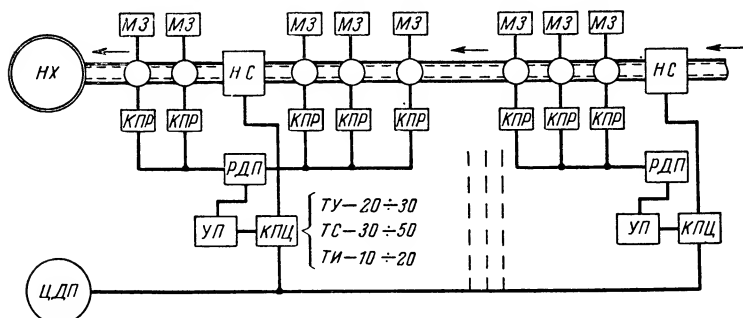 МЗ МЗ МЗ МЗ МЗ МЗ МЗ МЗ
НХ НС НС
КПР КПР КПР КПР КПР КПР КПР КПР
РДП РДП
УП КПЦ УП КПЦ
ТУ—20÷30
ТС—30÷50
ТИ—10÷20
ЦДП